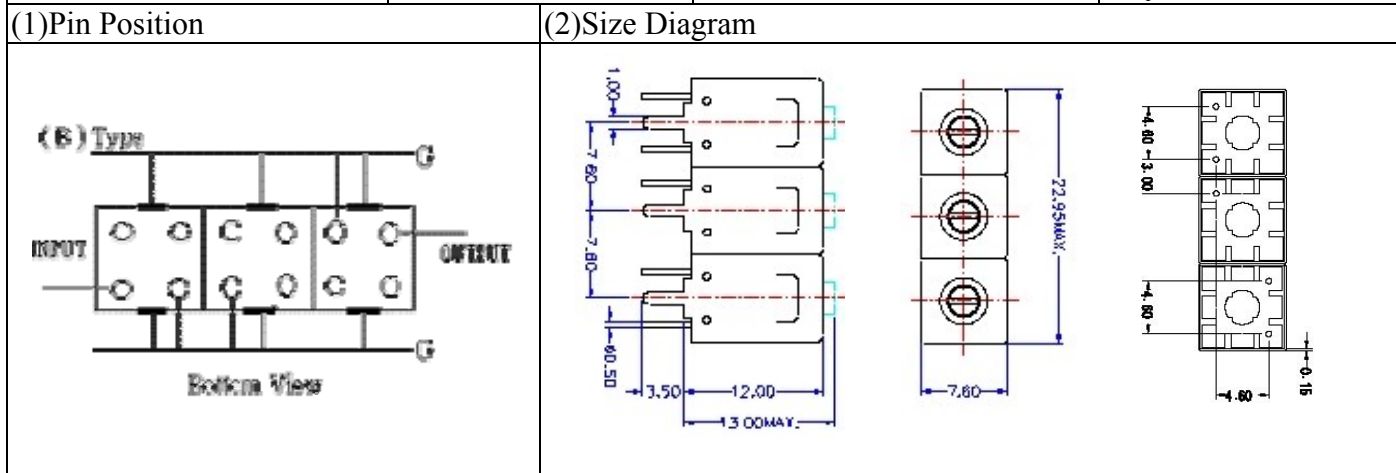 (1)Pin Position
(2)Size Diagram
(B) Type
G
INPUT
OUTPUT
G
Bottom View
1.00
7.60
7.60
Φ0.50
3.50
12.00
13.00MAX.
22.95MAX.
7.60
4.60
3.00
4.60
4.60
0.15